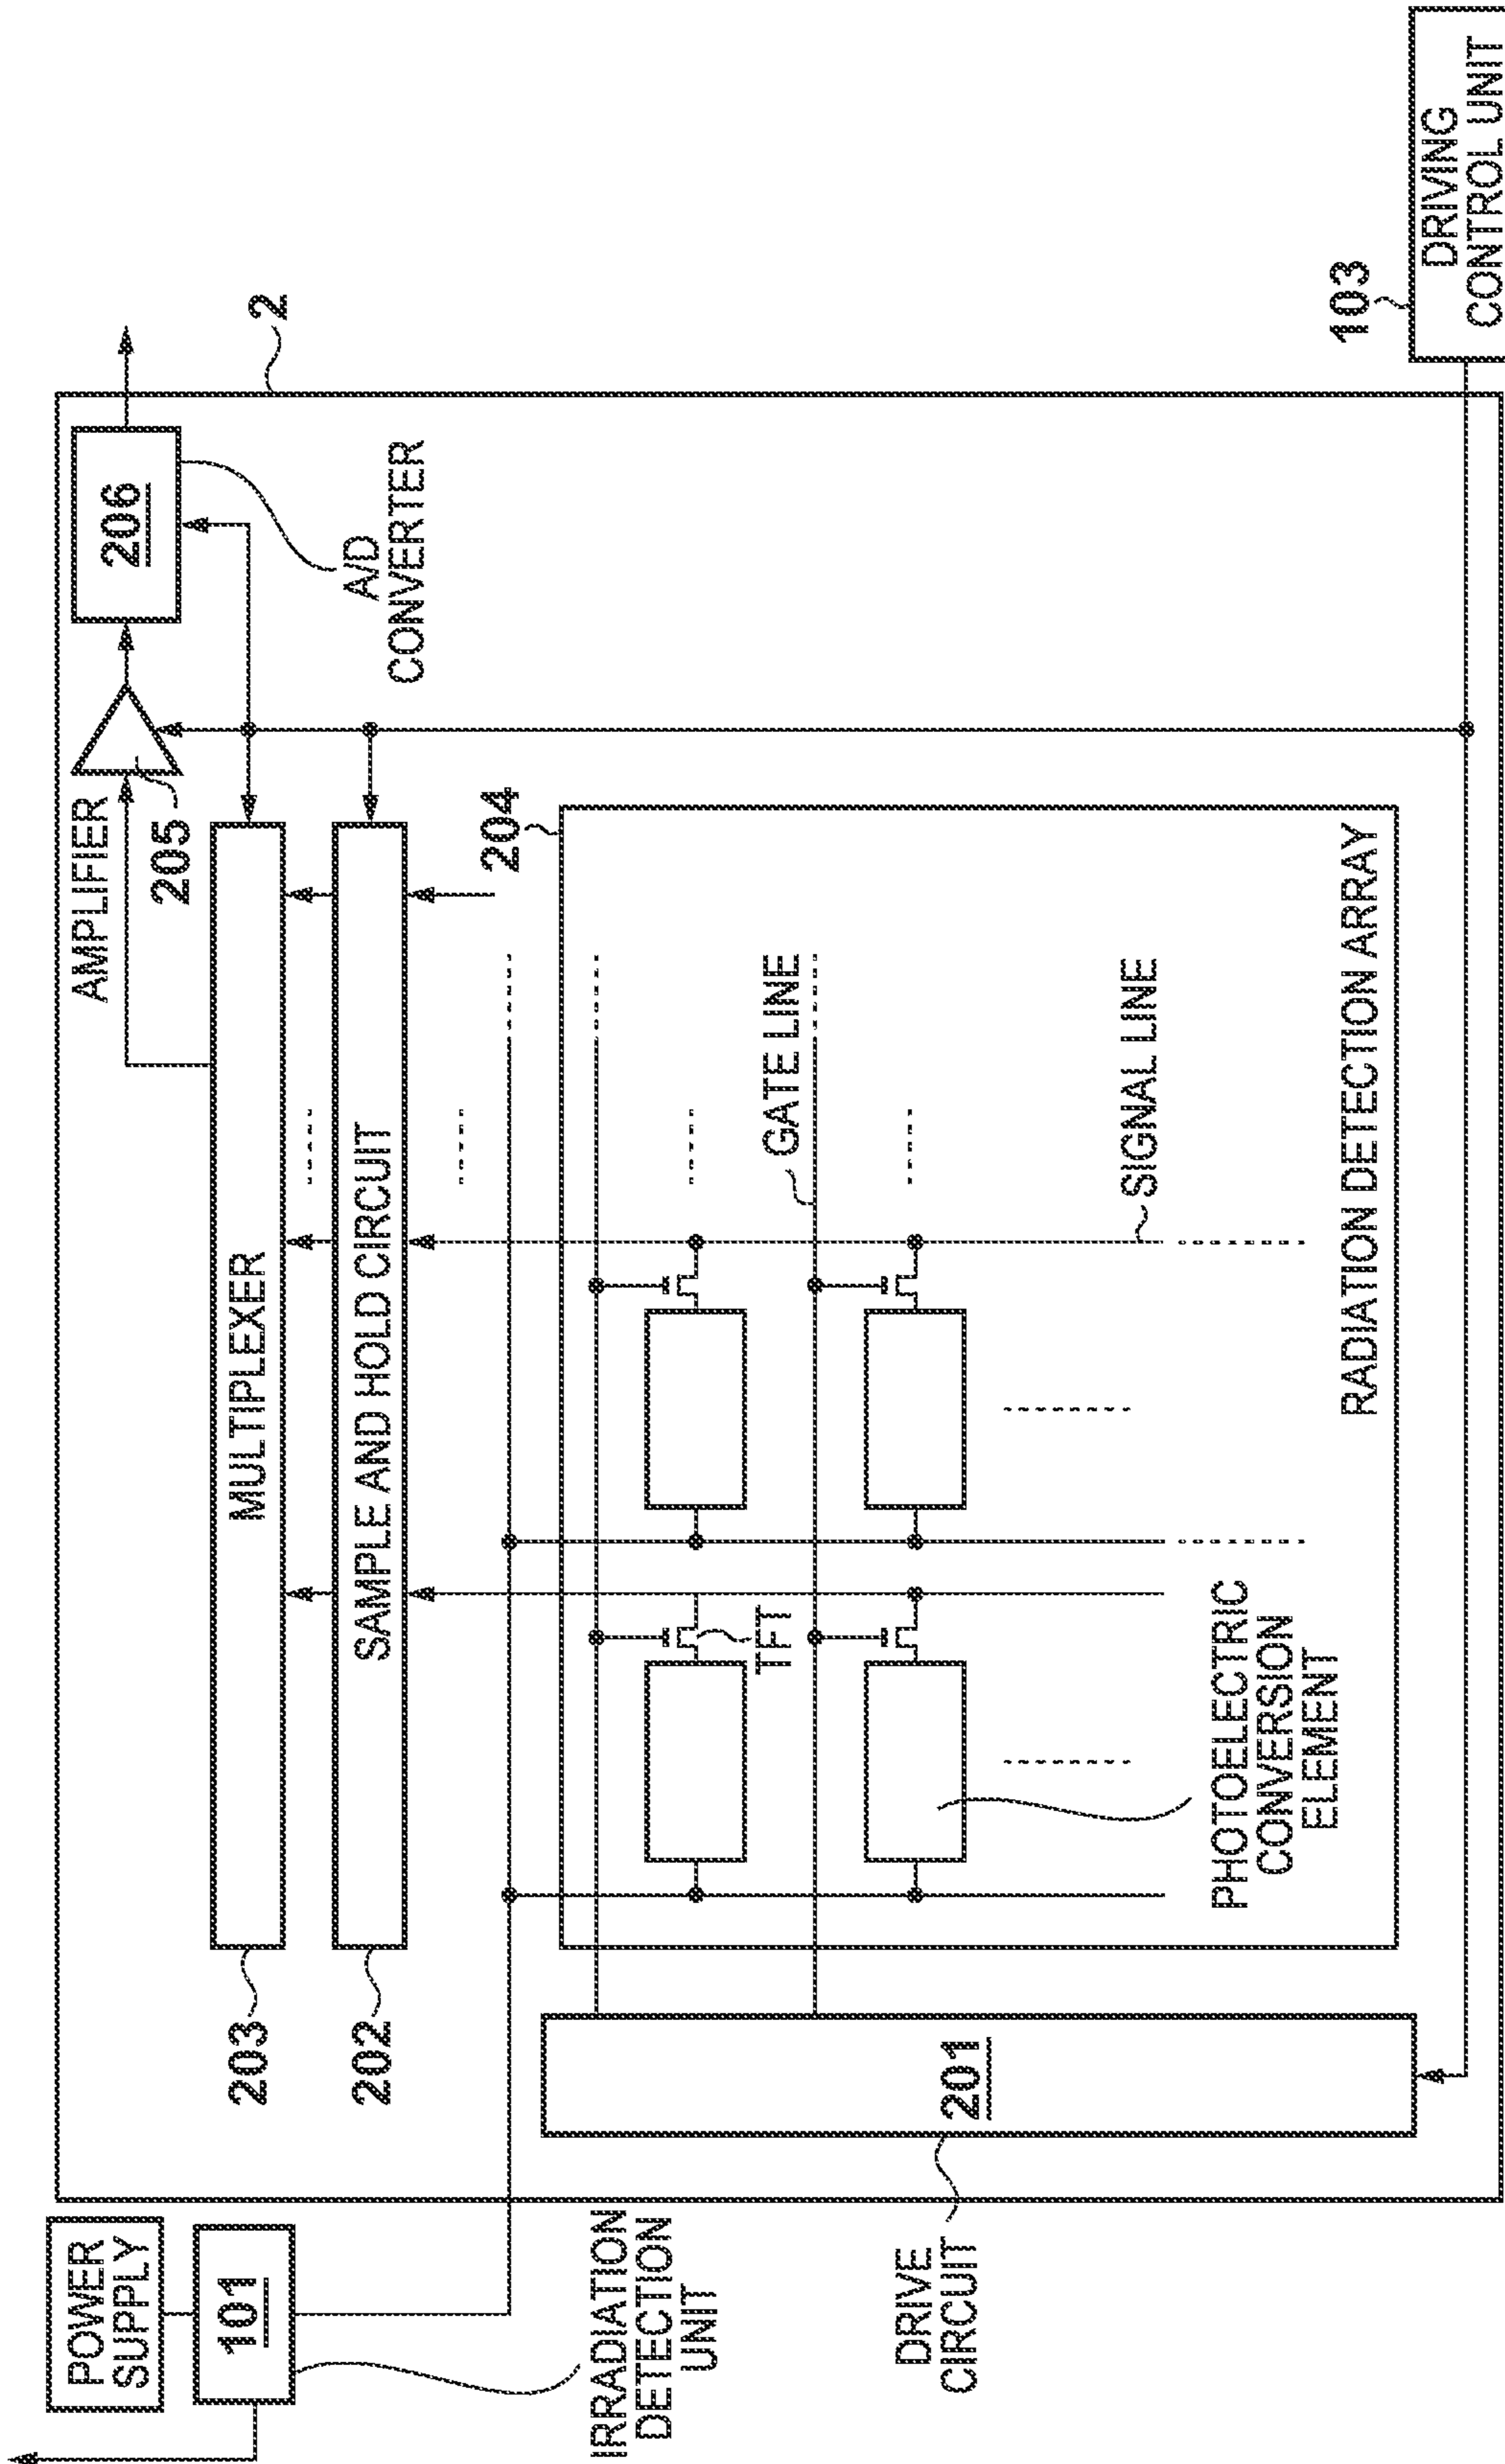 POWER
SUPPLY
101
IRRADIATION
DETECTION
UNIT
DRIVE
CIRCUIT
201
203
202
MULTIPLEXER
SAMPLE AND HOLD CIRCUIT
AMPLIFIER
205
206
A/D
CONVERTER
2
204
TFT
GATE LINE
SIGNAL LINE
PHOTOELECTRIC
CONVERSION
ELEMENT
RADIATION DETECTION ARRAY
103
DRIVING
CONTROL UNIT